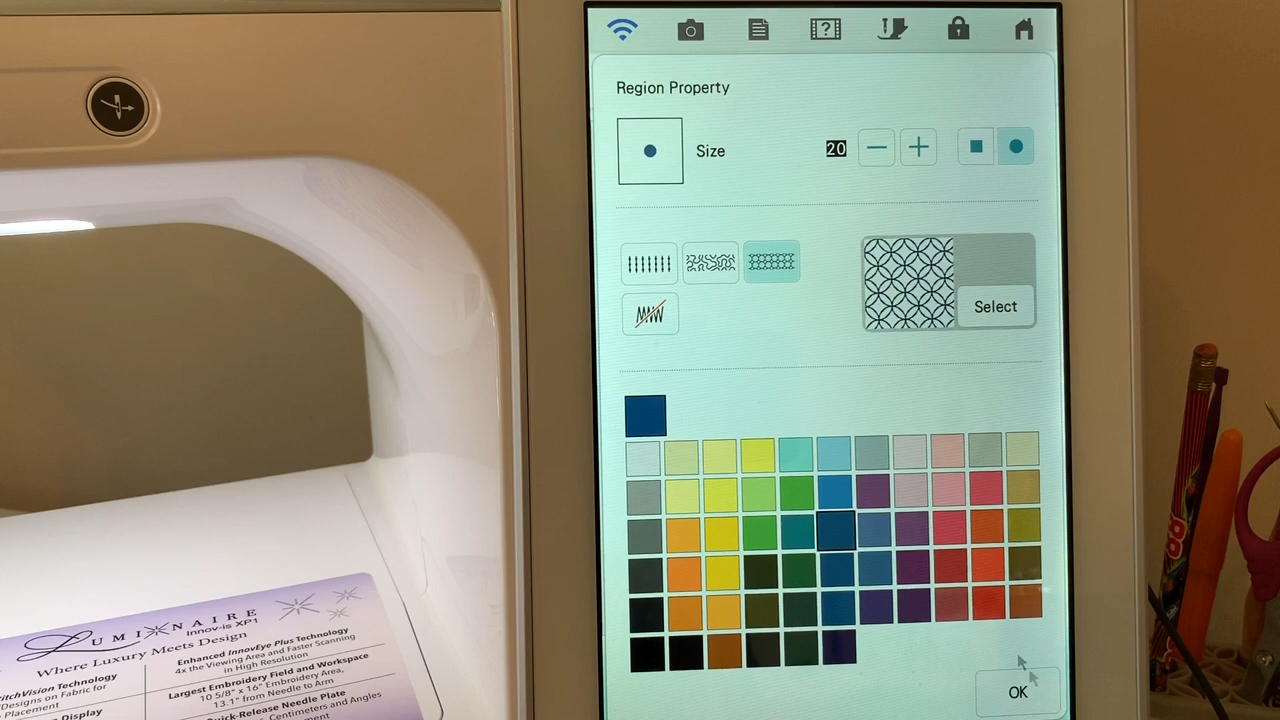 Region Property
Size
20
Select
OK
LUMINAIRE
Innov-is XP1
Where Luxury Meets Design
Technology
Designs on Fabric for
Placement
Display
Enhanced InnovEye Plus Technology
4x the Viewing Area and Faster Scanning
in High Resolution
Largest Embroidery Field and Workspace
10 5/8" x 16" Embroidery Area,
13.1" from Needle to Arm
Quick-Release Needle Plate
Centimeters and Angles
88